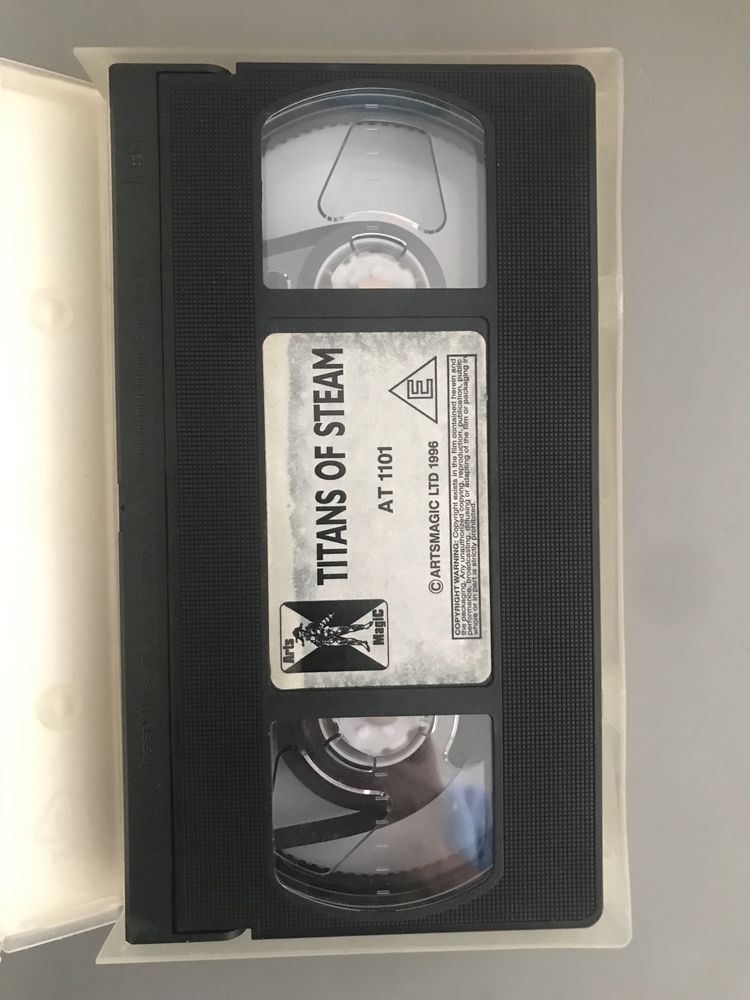 TITANS OF STEAM
AT 1101
Arts
Magic
E
© ARTSMAGIC LTD 1996
COPYRIGHT WARNING: Copyright exists in the film contained herein and
the packaging. Any unauthorized copying, reproduction, publication, public
performance, broadcasting, diffusing or adapting of the film or packaging in
whole or in part is strictly prohibited.